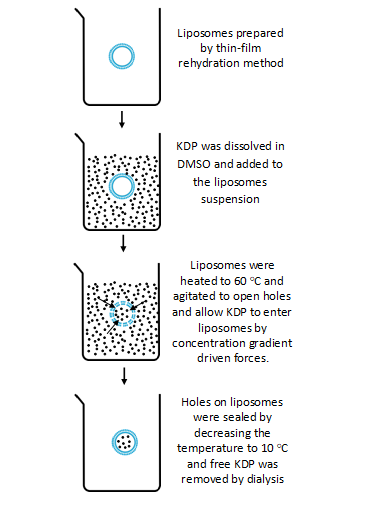 Liposomes prepared
by thin-film
rehydration method
KDP was dissolved in
DMSO and added to
the liposomes
suspension
Liposomes were
heated to 60 °C and
agitated to open holes
and allow KDP to enter
liposomes by
concentration gradient
driven forces.
Holes on liposomes
were sealed by
decreasing the
temperature to 10 °C
and free KDP was
removed by dialysis